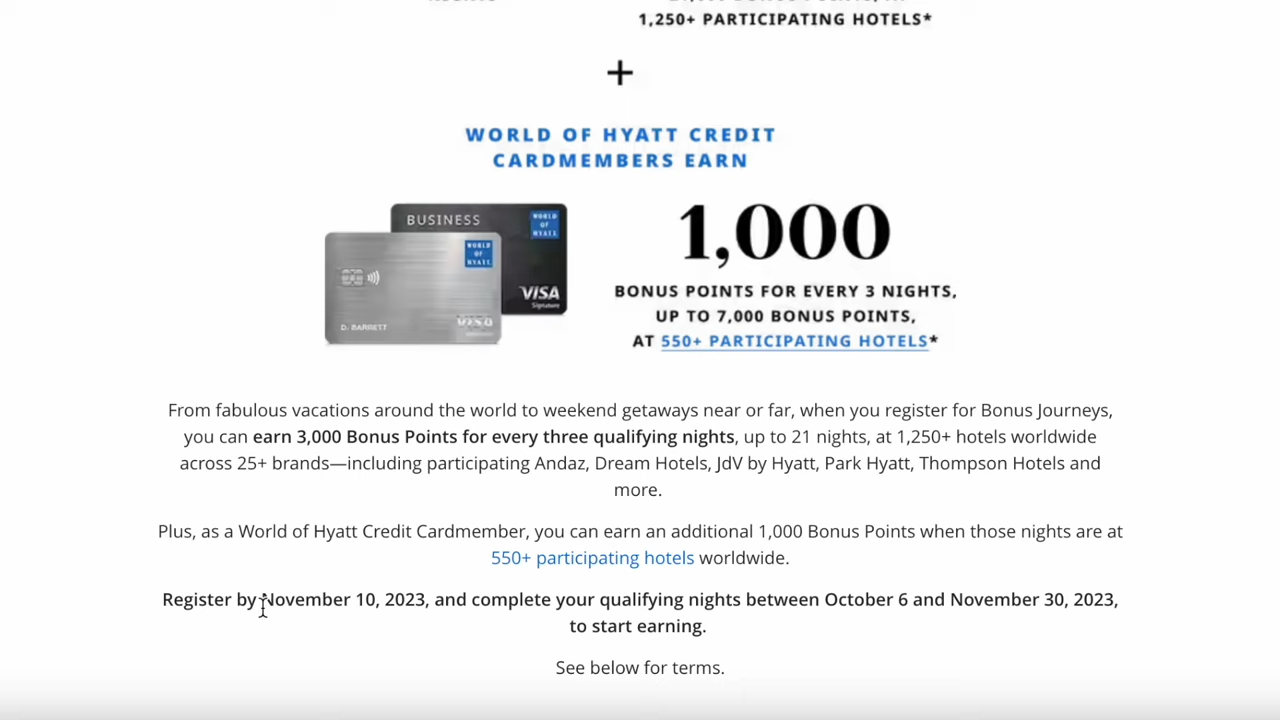 1,250+ PARTICIPATING HOTELS*
+
WORLD OF HYATT CREDIT
CARDMEMBERS EARN
BUSINESS
WORLD
OF
HYATT
WORLD
OF
HYATT
VISA
Signature
D. BARRETT
VISA
1,000
BONUS POINTS FOR EVERY 3 NIGHTS,
UP TO 7,000 BONUS POINTS,
AT 550+ PARTICIPATING HOTELS*
From fabulous vacations around the world to weekend getaways near or far, when you register for Bonus Journeys,
you can earn 3,000 Bonus Points for every three qualifying nights, up to 21 nights, at 1,250+ hotels worldwide
across 25+ brands—including participating Andaz, Dream Hotels, JdV by Hyatt, Park Hyatt, Thompson Hotels and
more.
Plus, as a World of Hyatt Credit Cardmember, you can earn an additional 1,000 Bonus Points when those nights are at
550+ participating hotels worldwide.
Register by November 10, 2023, and complete your qualifying nights between October 6 and November 30, 2023,
to start earning.
See below for terms.